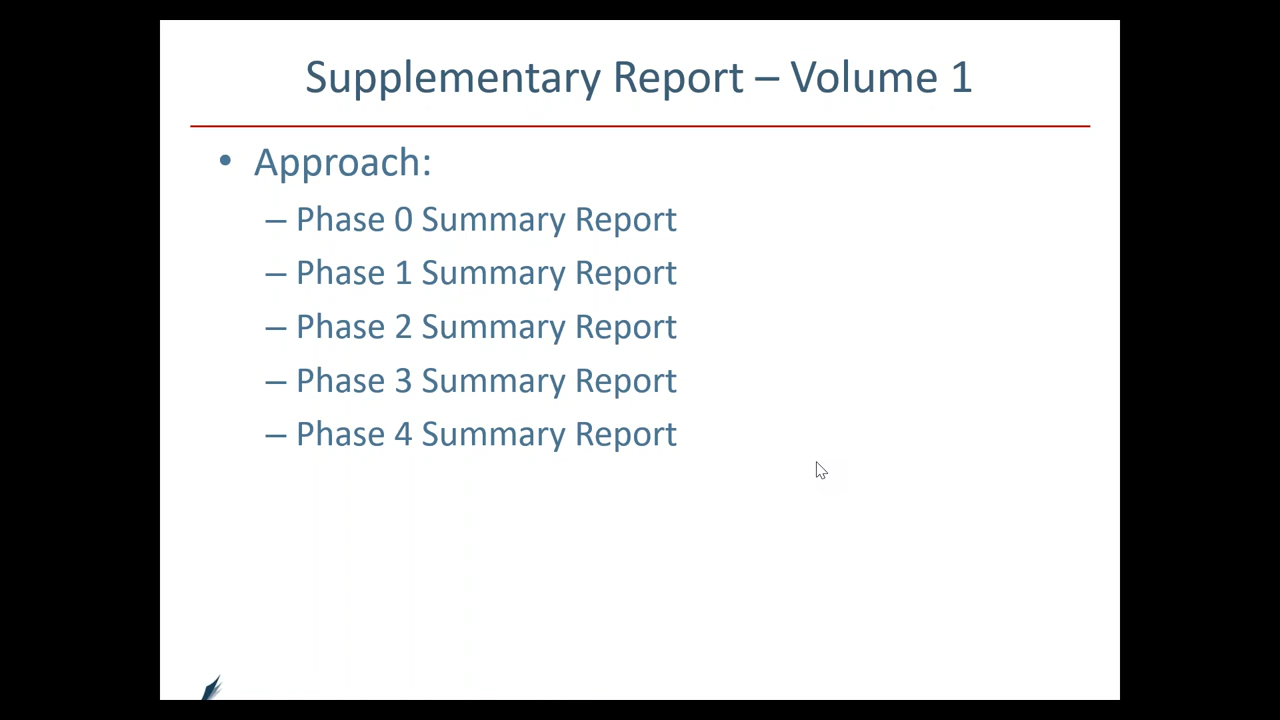 Supplementary Report – Volume 1
• Approach:
– Phase 0 Summary Report
– Phase 1 Summary Report
– Phase 2 Summary Report
– Phase 3 Summary Report
– Phase 4 Summary Report